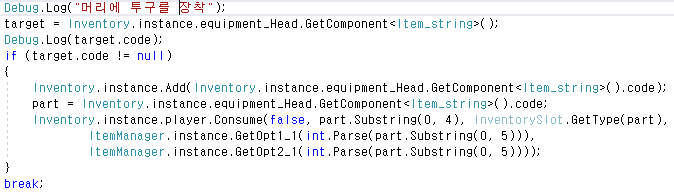 Debug.Log("머리에 투구를 장착");
target = Inventory.instance.equipment_Head.GetComponent<Item_string>();
Debug.Log(target.code);
if (target.code != null)
{
Inventory.instance.Add(Inventory.instance.equipment_Head.GetComponent<Item_string>().code);
part = Inventory.instance.equipment_Head.GetComponent<Item_string>().code;
Inventory.instance.player.Consume(false, part.Substring(0, 4), InventorySlot.GetType(part),
ItemManager.instance.GetOpt1_1(int.Parse(part.Substring(0, 5))),
ItemManager.instance.GetOpt2_1(int.Parse(part.Substring(0, 5))));
}
break;